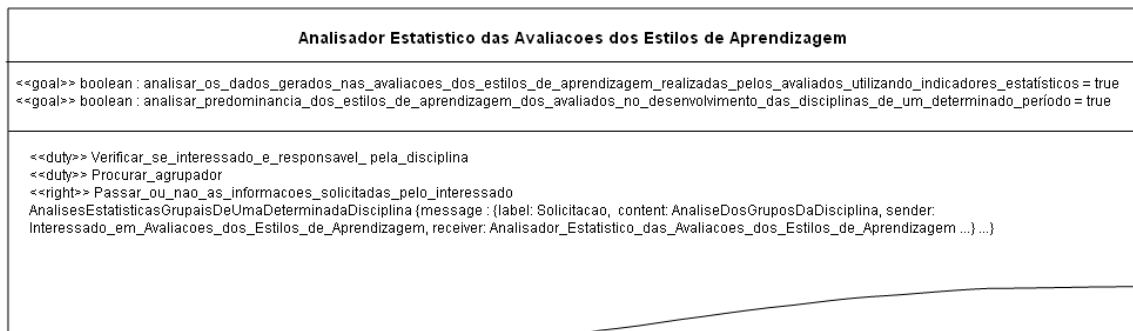 Analisador Estatistico das Avaliacoes dos Estilos de Aprendizagem
<<goal>> boolean : analisar_os_dados_gerados_nas_avaliacoes_dos_estilos_de_aprendizagem_realizadas_pelos_avaliados_utilizando_indicadores_estatísticos = true
<<goal>> boolean : analisar_predominancia_dos_estilos_de_aprendizagem_dos_avaliados_no_desenvolvimento_das_disciplinas_de_um_determinado_período = true
<<duty>> Verificar_se_interessado_e_responsavel_ pela_disciplina
<<duty>> Procurar_agrupador
<<right>> Passar_ou_nao_as_informacoes_solicitadas_pelo_interessado
AnalisesEstatisticasGrupaisDeUmaDeterminadaDisciplina {message : {label: Solicitacao, content: AnaliseDosGruposDaDisciplina, sender:
Interessado_em_Avaliacoes_dos_Estilos_de_Aprendizagem, receiver: Analisador_Estatistico_das_Avaliacoes_dos_Estilos_de_Aprendizagem ...} ...}